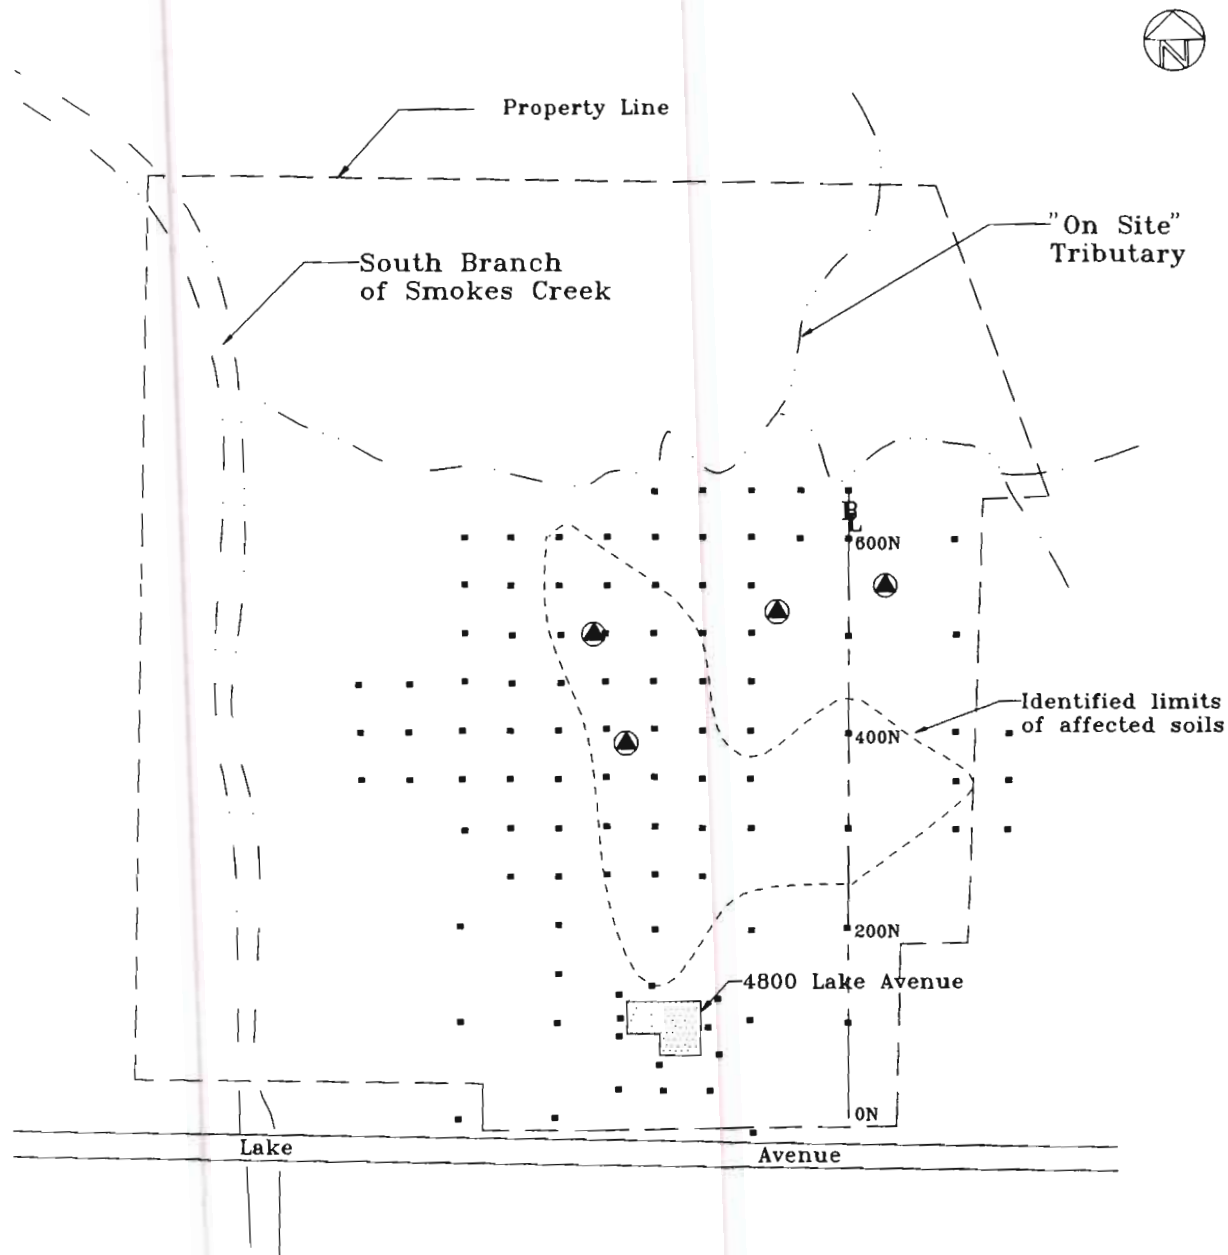 N
Property Line
"On Site"
Tributary
South Branch
of Smokes Creek
B
L
600N
Identified limits
of affected soils
400N
200N
4800 Lake Avenue
0N
Lake Avenue